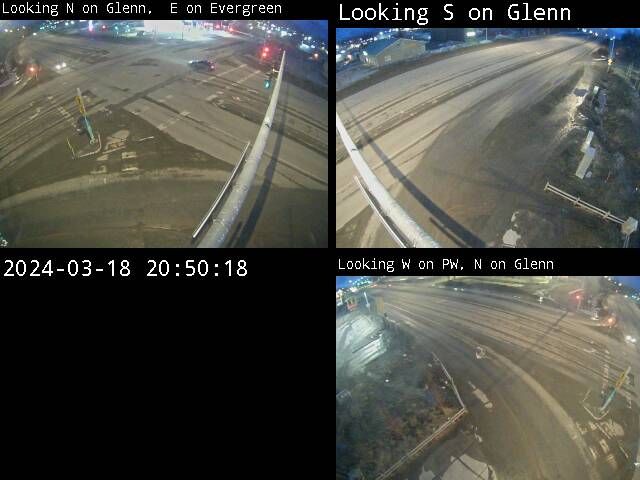 Looking N on Glenn, E on Evergreen
Looking S on Glenn
2024-03-18 20:50:18
Looking W on PW, N on Glenn